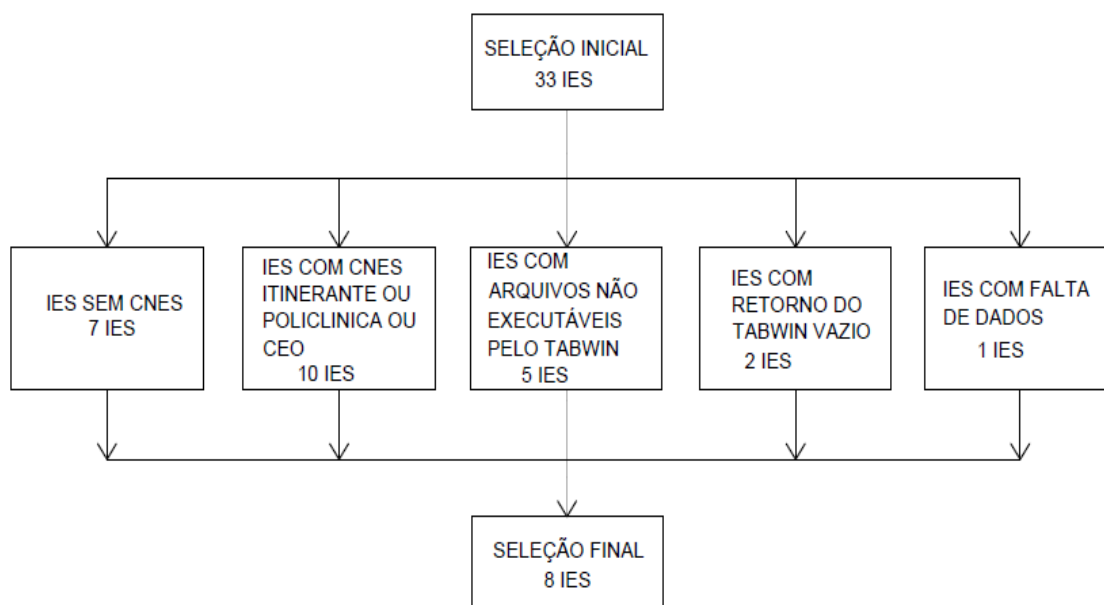 SELEÇÃO INICIAL
33 IES
IES SEM CNES
7 IES
IES COM CNES
ITINERANTE OU
POLICLINICA OU
CEO
10 IES
IES COM
ARQUIVOS NÃO
EXECUTÁVEIS
PELO TABWIN
5 IES
IES COM
RETORNO DO
TABWIN VAZIO
2 IES
IES COM FALTA
DE DADOS
1 IES
SELEÇÃO FINAL
8 IES